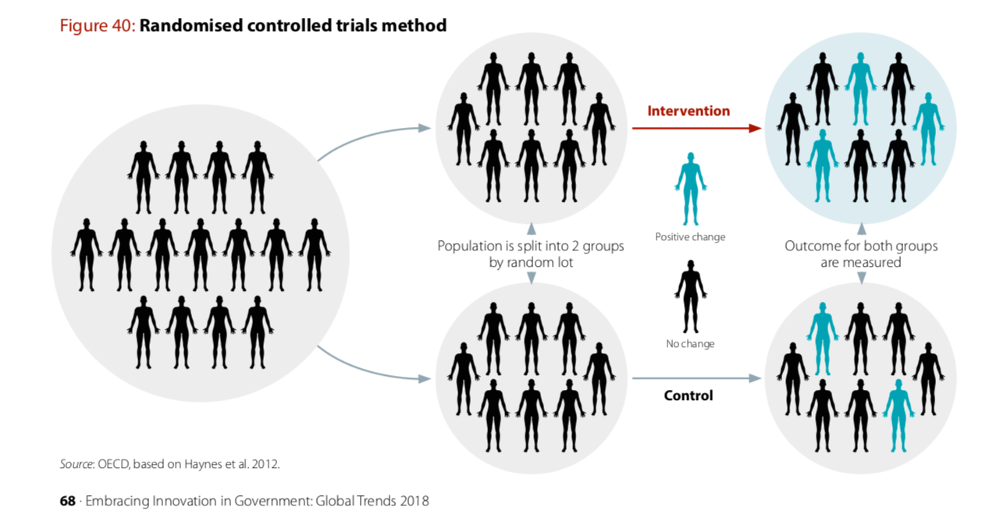 Figure 40: Randomised controlled trials method
Intervention
Positive change
Population is split into 2 groups
by random lot
Outcome for both groups
are measured
No change
Control
Source: OECD, based on Haynes et al. 2012.
68 · Embracing Innovation in Government: Global Trends 2018